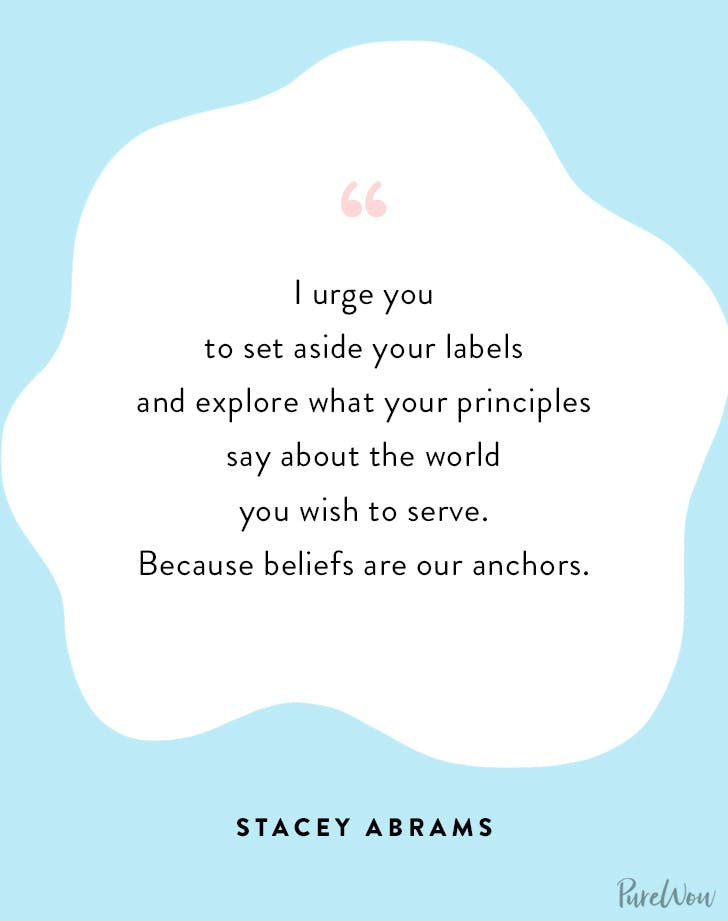 “
I urge you
to set aside your labels
and explore what your principles
say about the world
you wish to serve.
Because beliefs are our anchors.
STACEY ABRAMS
PureWow